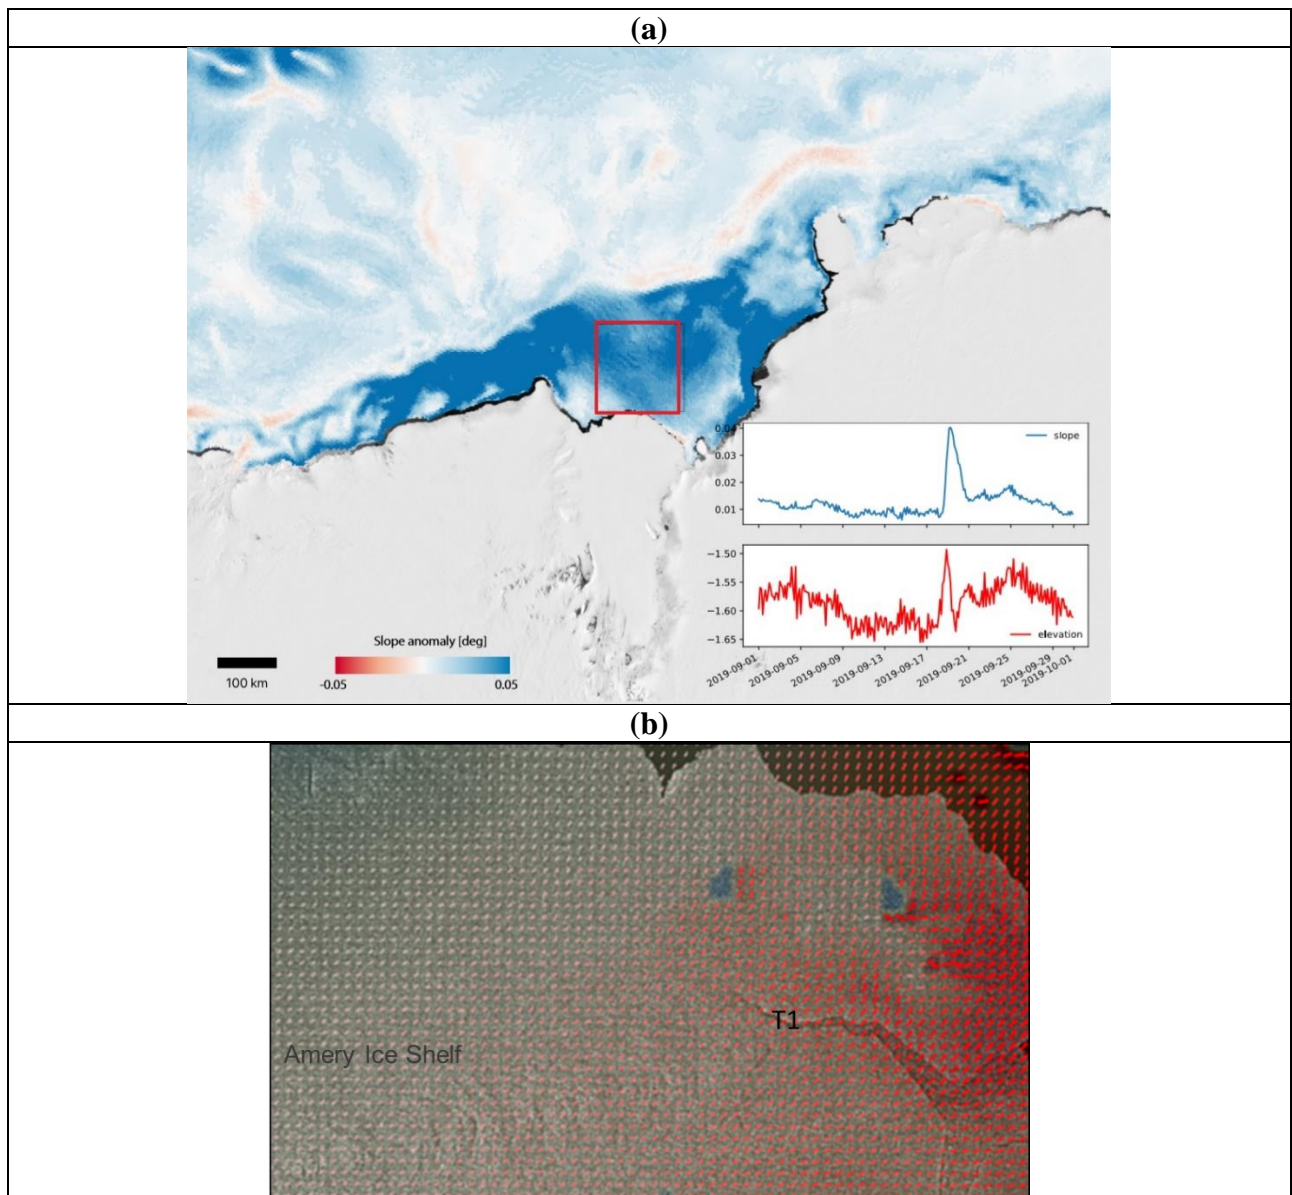 (a)
0.04
0.03
0.02
0.01
slope
−1.50
−1.55
−1.60
−1.65
elevation
2019-09-01
2019-09-05
2019-09-09
2019-09-13
2019-09-17
2019-09-21
2019-09-25
2019-09-29
2019-10-01
Slope anomaly [deg]
100 km
-0.05
0.05
(b)
T1
Amery Ice Shelf